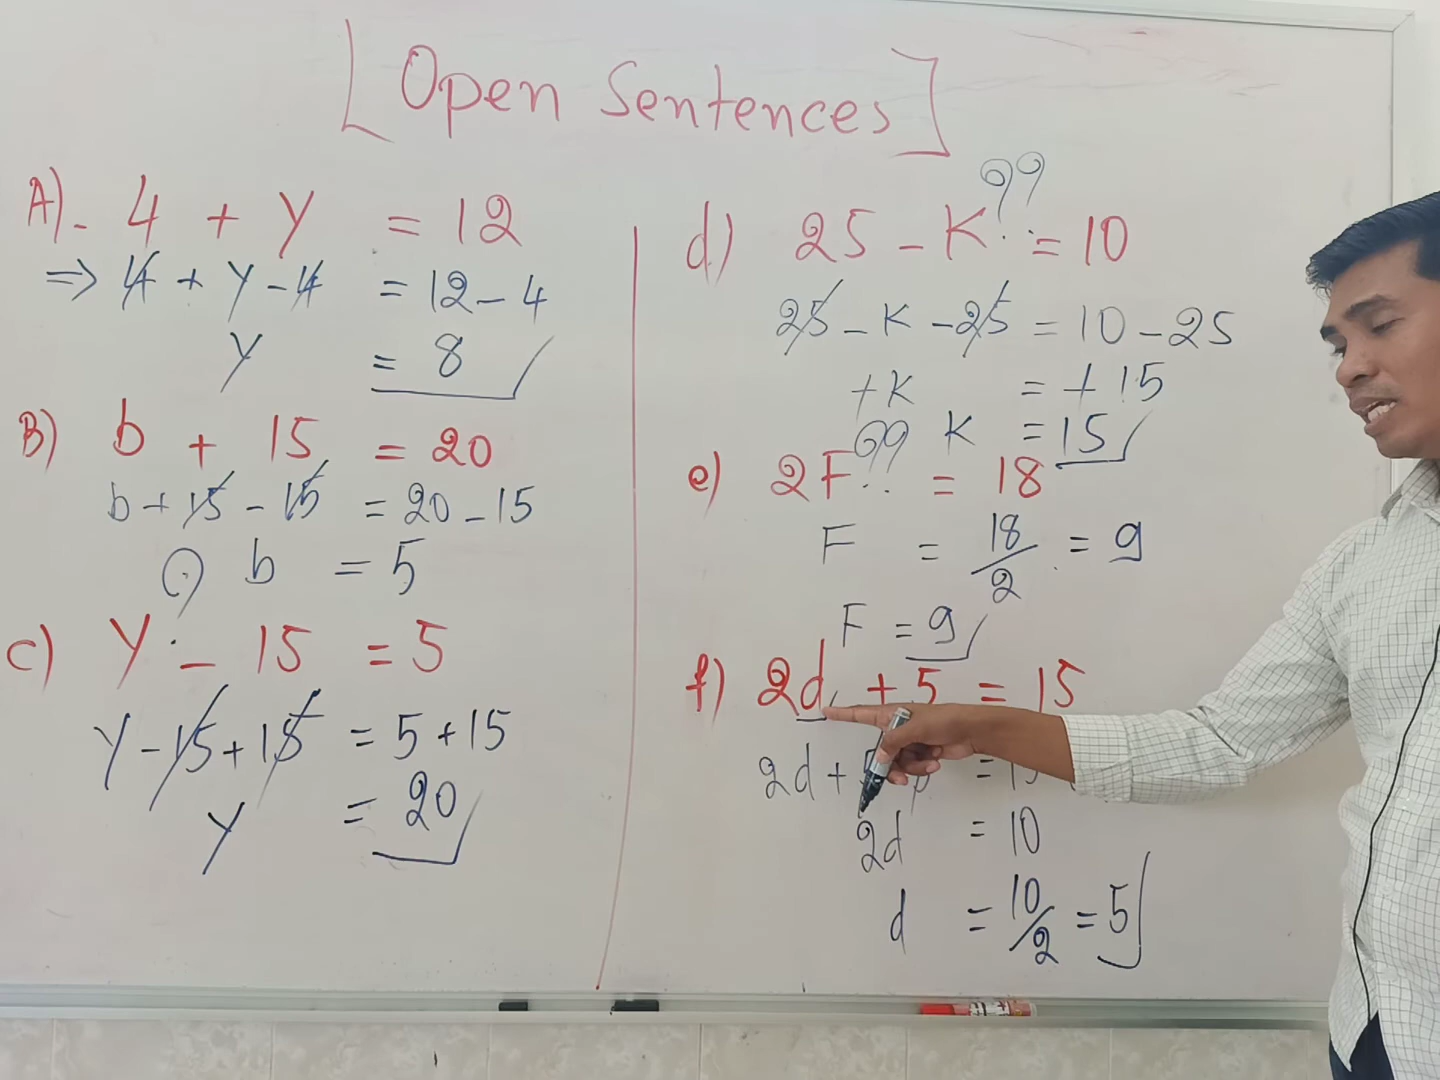 [Open Sentences]
A). 4 + y = 12
=> 4 + y - 4 = 12 - 4
y = 8
B) b + 15 = 20
b + 15 - 15 = 20 - 15
b = 5
c) y - 15 = 5
y - 15 + 15 = 5 + 15
y = 20
d) 25 - K?? = 10
25 - K - 25 = 10 - 25
+K = +15
K = 15
e) 2F?? = 18
F = 18/2 = 9
F = 9
f) 2d + 5 = 15
2d +
2d = 10
d = 10/2 = 5